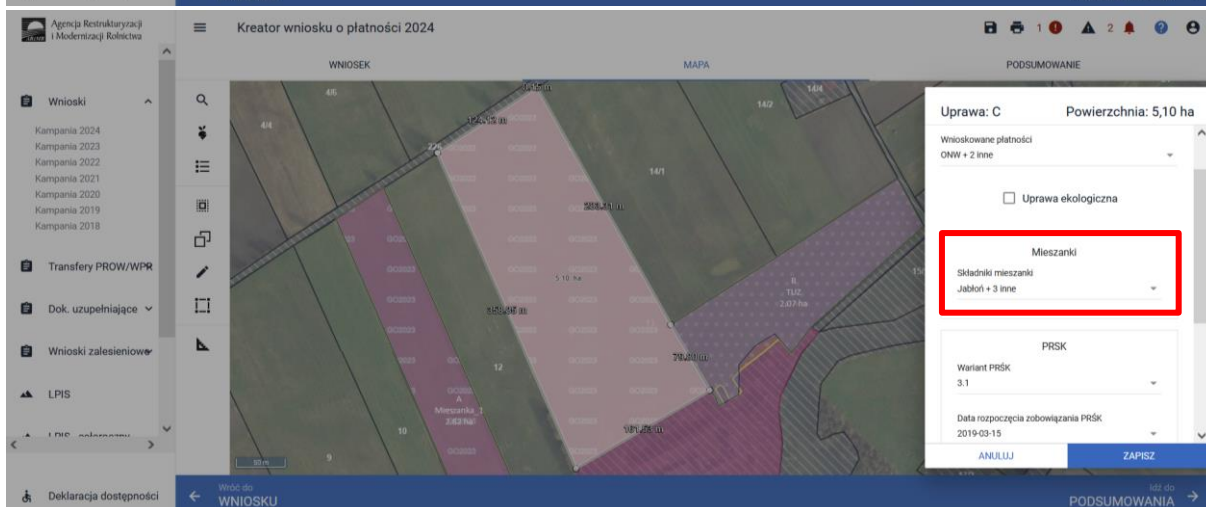 Agencja Restrukturyzacji
i Modernizacji Rolnictwa
Kreator wniosku o płatności 2024
1
2
WNIOSEK
MAPA
PODSUMOWANIE
Wnioski
Kampania 2024
Kampania 2023
Kampania 2022
Kampania 2021
Kampania 2020
Kampania 2019
Kampania 2018
Transfery PROW/WPR
Dok. uzupełniające
Wnioski zalesieniowe
LPIS
Deklaracja dostępności
4/6
4/4
226
14/2
14/4
14/1
5.10 ha
12
10
9
A
Mieszanka_1
B
TUZ
2.07 ha
50 m
Uprawa: C
Powierzchnia: 5,10 ha
Wnioskowane płatności
ONW + 2 inne
Uprawa ekologiczna
Mieszanki
Składniki mieszanki
Jabłoń + 3 inne
PRSK
Wariant PRŚK
3.1
Data rozpoczęcia zobowiązania PRŚK
2019-03-15
ANULUJ
ZAPISZ
Wróć do
WNIOSKU
Idź do
PODSUMOWANIA